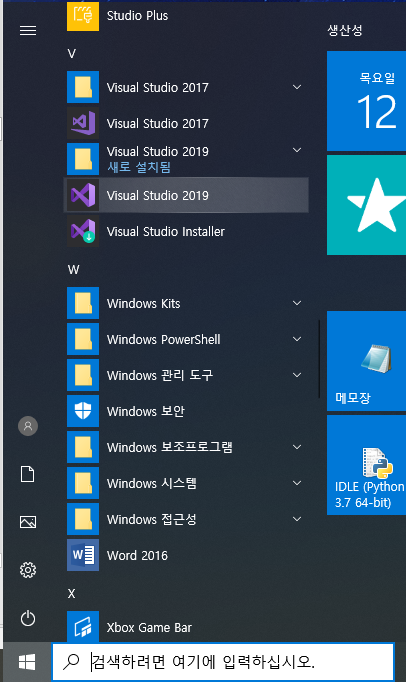 Studio Plus
V
Visual Studio 2017
Visual Studio 2017
Visual Studio 2019
새로 설치됨
Visual Studio 2019
Visual Studio Installer
W
Windows Kits
Windows PowerShell
Windows 관리 도구
Windows 보안
Windows 보조프로그램
Windows 시스템
Windows 접근성
Word 2016
X
Xbox Game Bar
생산성
목요일
12
메모장
IDLE (Python
3.7 64-bit)
검색하려면 여기에 입력하십시오.